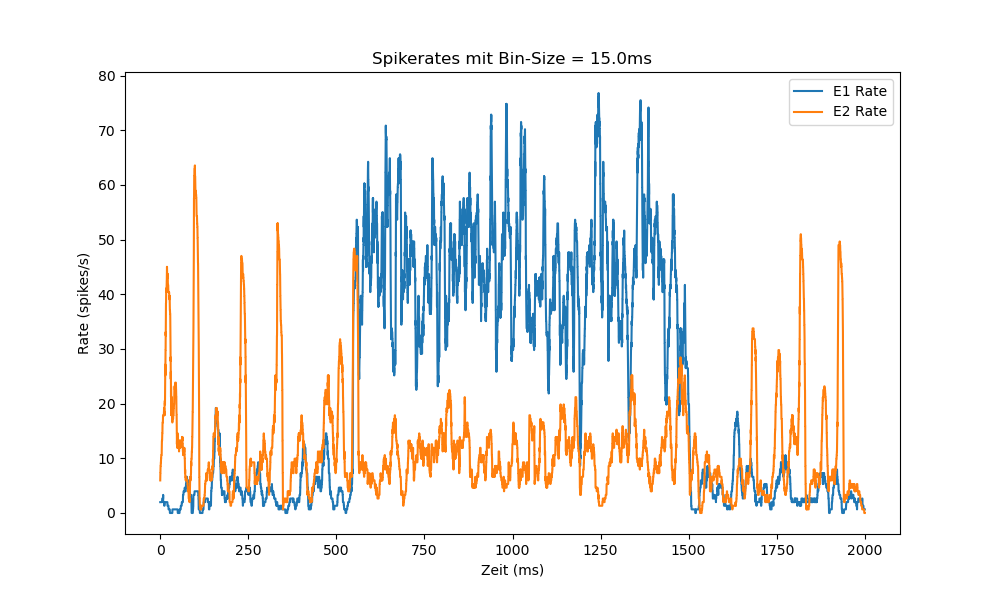 Spikerates mit Bin-Size = 15.0ms
E1 Rate
E2 Rate
80
70
60
50
40
30
20
10
0
Rate (spikes/s)
0 250 500 750 1000 1250 1500 1750 2000
Zeit (ms)